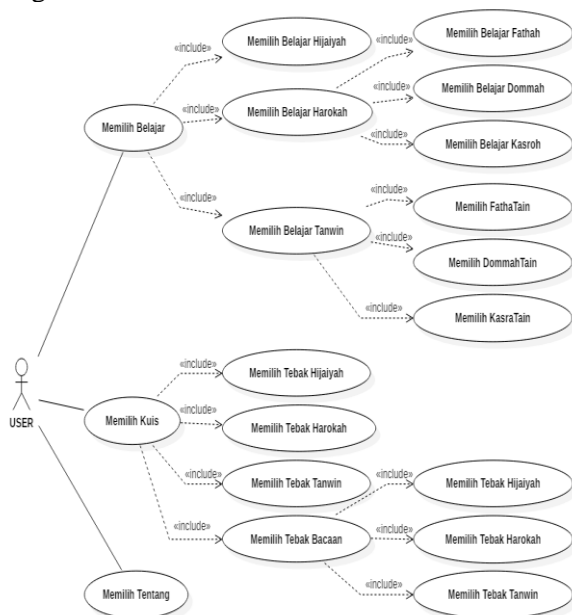 «include»
Memilih Belajar Hijaiyah
«include»
Memilih Belajar Fathah
«include»
Memilih Belajar Harokah
«include»
Memilih Belajar Dommah
Memilih Belajar
«include»
Memilih Belajar Kasroh
«include»
Memilih Belajar Tanwin
«include»
Memilih FathaTain
«include»
Memilih DommahTain
«include»
Memilih KasraTain
USER
«include»
Memilih Tebak Hijaiyah
Memilih Kuis
«include»
Memilih Tebak Harokah
«include»
Memilih Tebak Tanwin
«include»
Memilih Tebak Hijaiyah
«include»
Memilih Tebak Bacaan
«include»
Memilih Tebak Harokah
«include»
Memilih Tebak Tanwin
Memilih Tentang